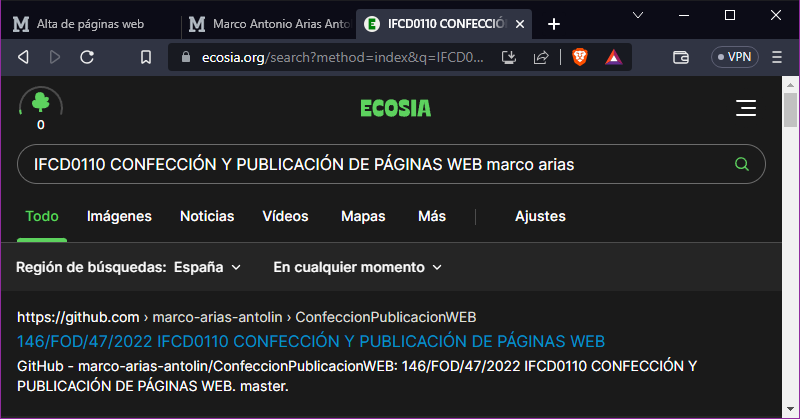 Alta de páginas web
Marco Antonio Arias Anto
IFCD0110 CONFECCIÓN
ecosia.org/search?method=index&q=IFCD0...
VPN
0
ECOSIA
IFCD0110 CONFECCIÓN Y PUBLICACIÓN DE PÁGINAS WEB marco arias
Todo Imágenes Noticias Vídeos Mapas Más Ajustes
Región de búsquedas: España En cualquier momento
https://github.com › marco-arias-antolin › ConfeccionPublicacionWEB
146/FOD/47/2022 IFCD0110 CONFECCIÓN Y PUBLICACIÓN DE PÁGINAS WEB
GitHub - marco-arias-antolin/ConfeccionPublicacionWEB: 146/FOD/47/2022 IFCD0110 CONFECCIÓN Y
PUBLICACIÓN DE PÁGINAS WEB. master.